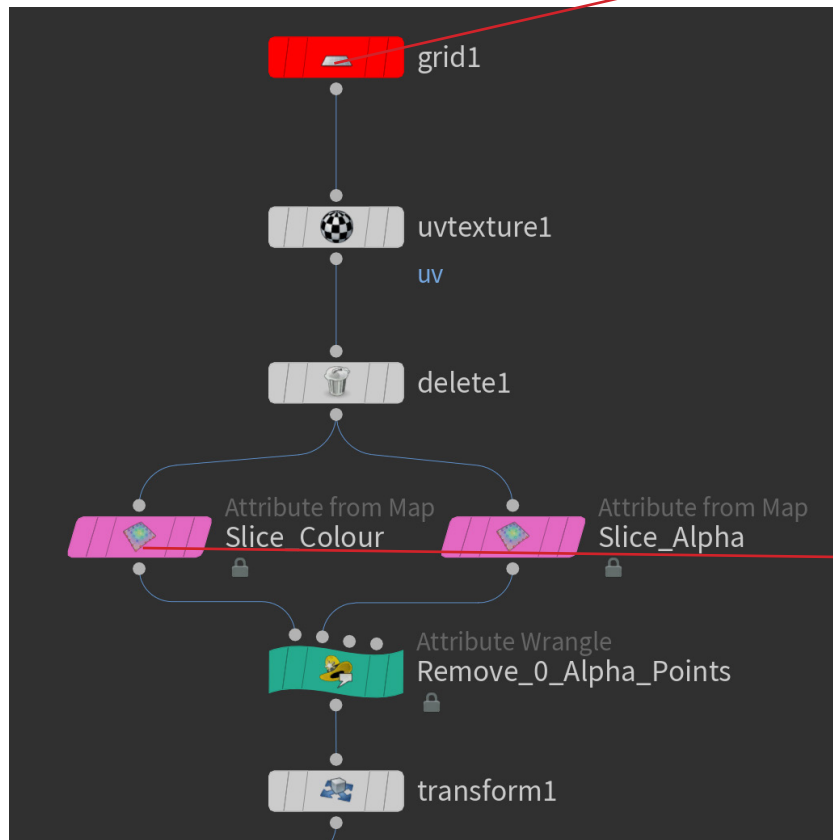 grid1
uvtexture1
uv
delete1
Attribute from Map
Slice_Colour
Attribute from Map
Slice_Alpha
Attribute Wrangle
Remove_0_Alpha_Points
transform1